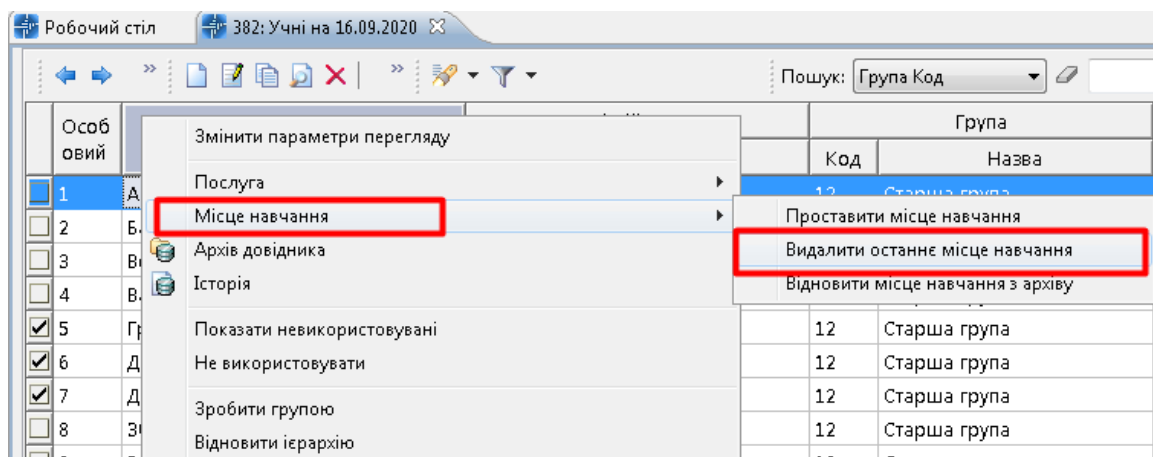 Робочий стіл
382: Учні на 16.09.2020
Пошук: Група Код
Особ
овий
Група
Код Назва
Змінити параметри перегляду
Послуга
Місце навчання
Архів довідника
Історія
Показати невикористовувані
Не використовувати
Зробити групою
Відновити ієрархію
Проставити місце навчання
Видалити останнє місце навчання
Відновити місце навчання з архіву
1 А 12 Старша група
2 Б
3 В
4 В
5 Гр 12 Старша група
6 Д 12 Старша група
7 Д 12 Старша група
8 12 Старша група